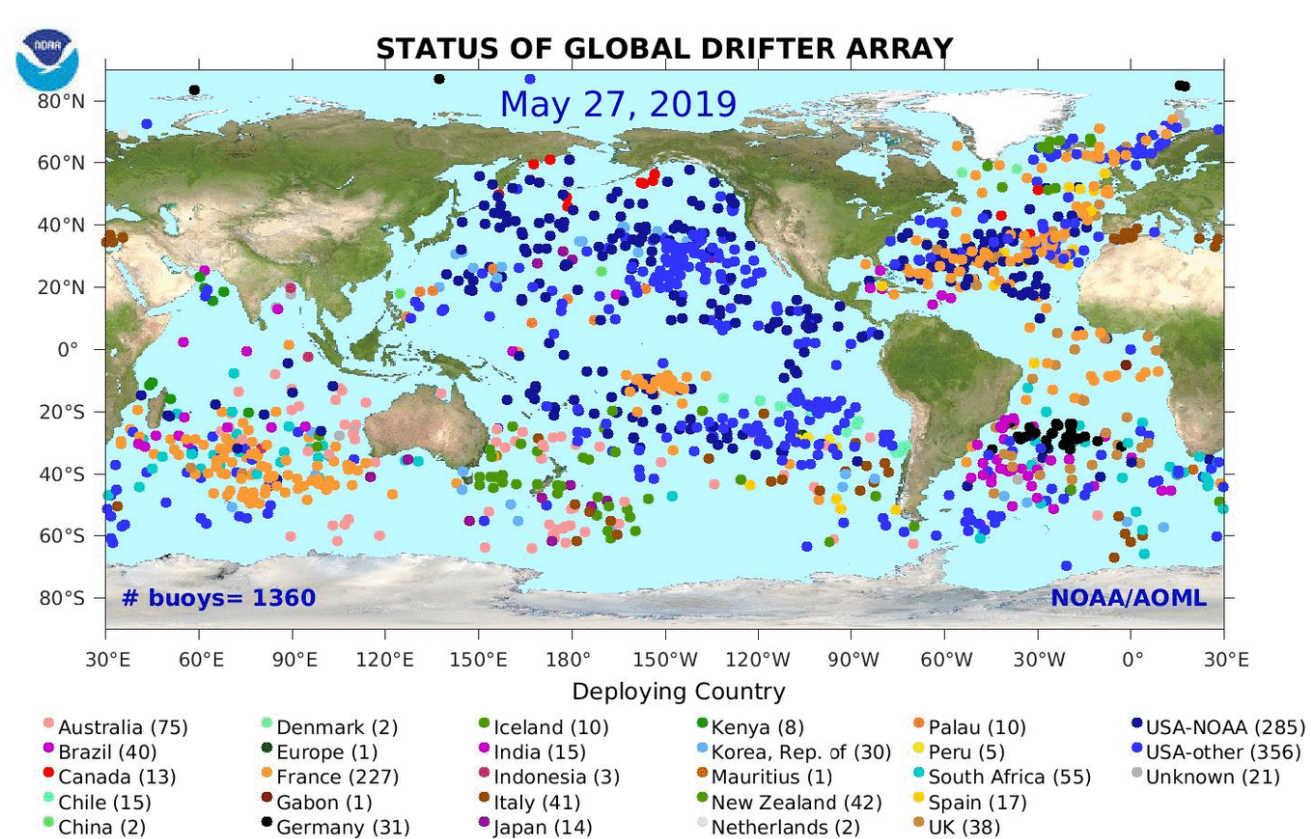 NOAA
STATUS OF GLOBAL DRIFTER ARRAY
May 27, 2019
80°N
60°N
40°N
20°N
0°
20°S
40°S
60°S
80°S
# buoys= 1360
NOAA/AOML
30°E 60°E 90°E 120°E 150°E 180° 150°W 120°W 90°W 60°W 30°W 0° 30°E
Deploying Country
Australia (75)
Brazil (40)
Canada (13)
Chile (15)
China (2)
Denmark (2)
Europe (1)
France (227)
Gabon (1)
Germany (31)
Iceland (10)
India (15)
Indonesia (3)
Italy (41)
Japan (14)
Kenya (8)
Korea, Rep. of (30)
Mauritius (1)
New Zealand (42)
Netherlands (2)
Palau (10)
Peru (5)
South Africa (55)
Spain (17)
UK (38)
USA-NOAA (285)
USA-other (356)
Unknown (21)